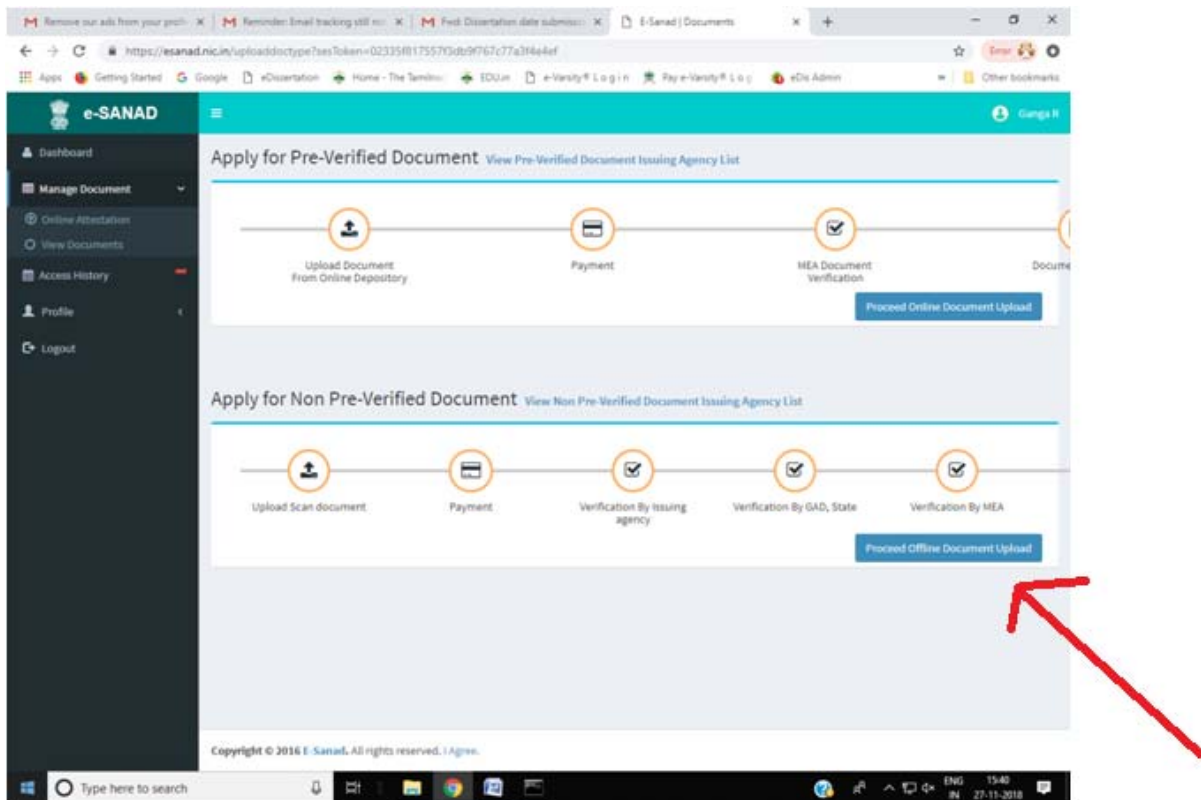 Remove our ads from your profi
Reminder: Email tracking still
Fwd: Dissertation date submissi
E-Sanad | Documents
https://esanad.nic.in/uploaddoctype?sesToken=
Error
Apps Getting Started Google eDissertation Home - The EDU.in e-Varsity® L o g i n Pay e-Varsity® L o g eDis Admin Other bookmarks
e-SANAD
Ganga R
Dashboard
Manage Document
Online Attestation
View Documents
Access History
Profile
Logout
Apply for Pre-Verified Document View Pre-Verified Document Issuing Agency List
Upload Document
From Online Depository
Payment
MEA Document
Verification
Docume
Proceed Online Document Upload
Apply for Non Pre-Verified Document View Non Pre-Verified Document Issuing Agency List
Upload Scan document
Payment
Verification By Issuing
agency
Verification By GAD, State
Verification By MEA
Proceed Offline Document Upload
Copyright © 2016 E-Sanad. All rights reserved. I Agree.
Type here to search
ENG
IN
15:40
27-11-2018